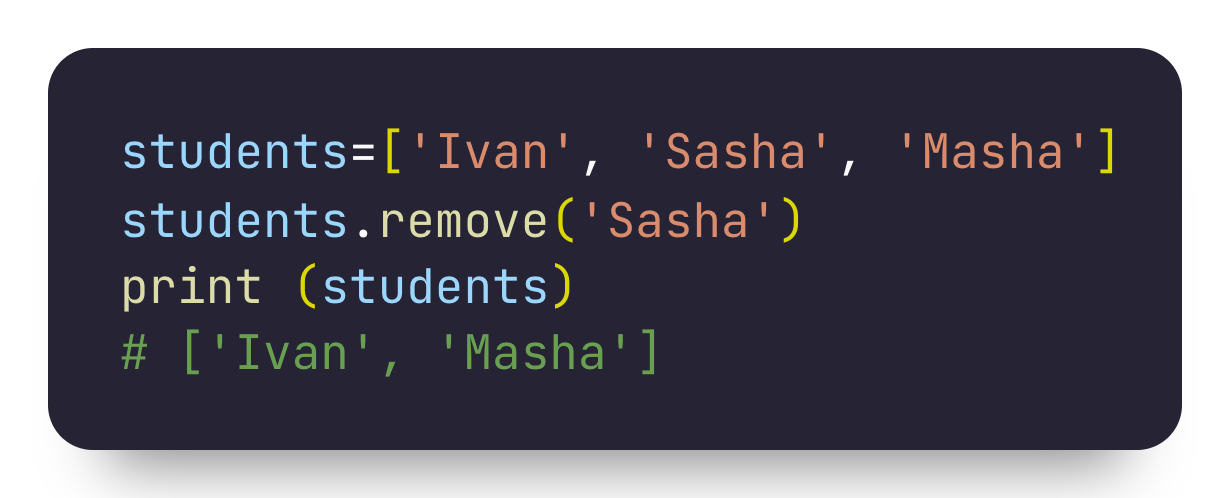 students=['Ivan', 'Sasha', 'Masha']
students.remove('Sasha')
print (students)
# ['Ivan', 'Masha']